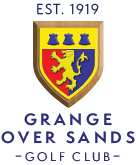 EST. 1919
GRANGE
OVER SANDS
-GOLF CLUB-